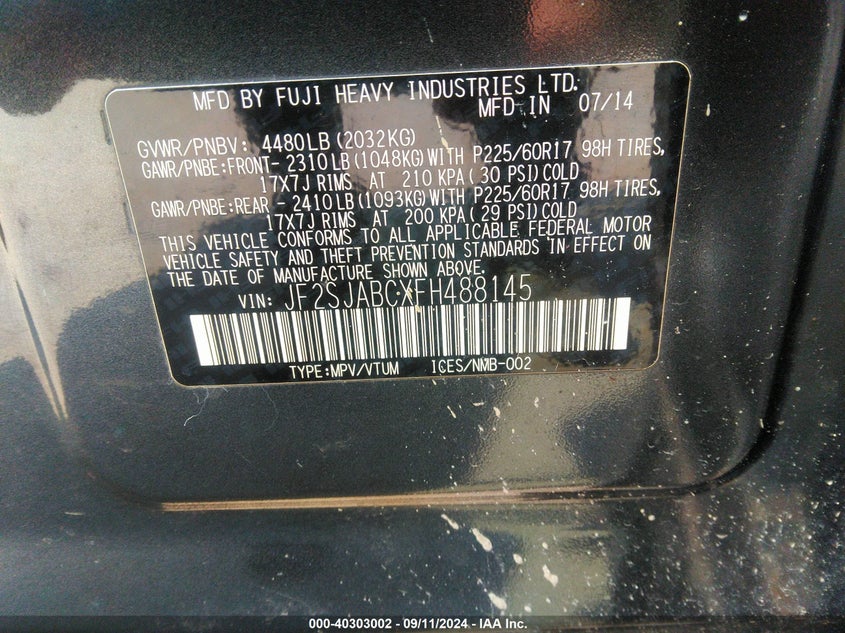 MFD BY FUJI HEAVY INDUSTRIES LTD.
MFD IN 07/14
GVWR/PNBV: 4480LB(2032KG)
GAWR/PNBE:FRONT- 2310LB(1048KG)WITH P225/60R17 98H TIRES,
17X7J RIMS AT 210 KPA( 30 PSI)COLD
GAWR/PNBE:REAR - 2410LB(1093KG)WITH P225/60R17 98H TIRES,
17X7J RIMS AT 200 KPA( 29 PSI)COLD
THIS VEHICLE CONFORMS TO ALL APPLICABLE FEDERAL MOTOR
VEHICLE SAFETY AND THEFT PREVENTION STANDARDS IN EFFECT ON
THE DATE OF MANUFACTURE SHOWN ABOVE.
VIN: JF2SJABCXFH488145
TYPE:MPV/VTUM ICES/NMB-002
000-40303002 - 09/11/2024 - IAA Inc.